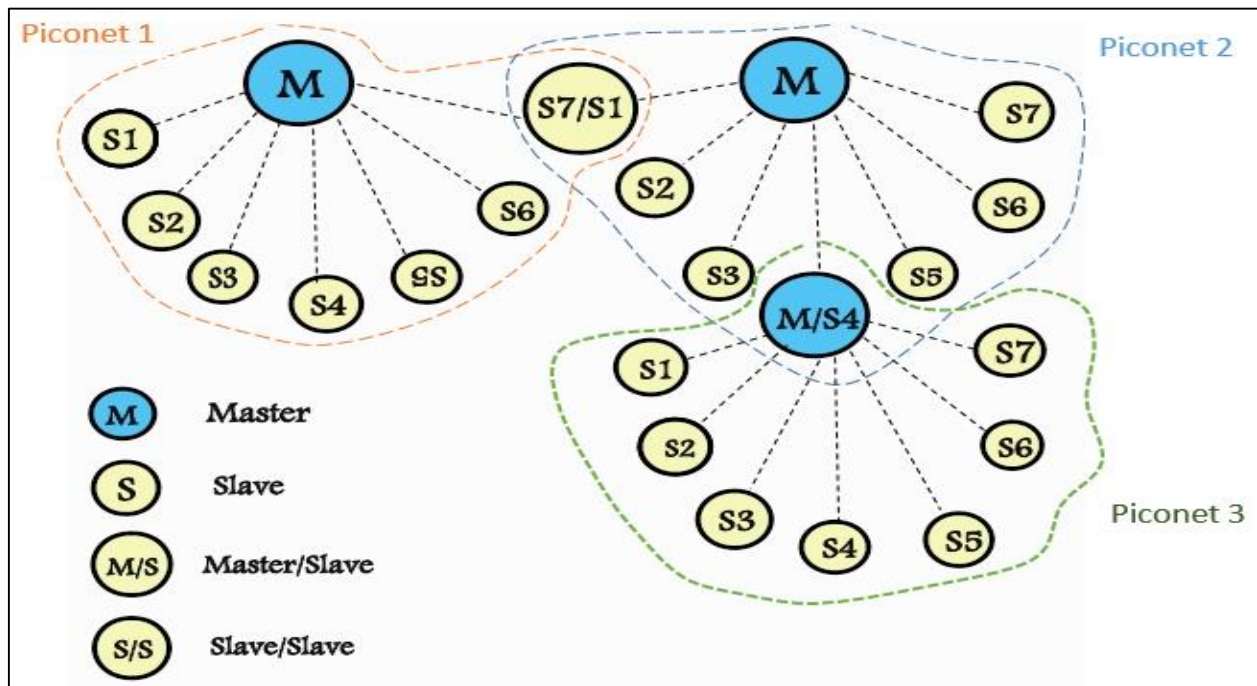 Piconet 1
Piconet 2
Piconet 3
M
S1
S2
S3
S4
S5
S6
S7/S1
M
S2
S3
M/S4
S5
S6
S7
S1
S2
S3
S4
S5
S6
S7
M Master
S Slave
M/S Master/Slave
S/S Slave/Slave